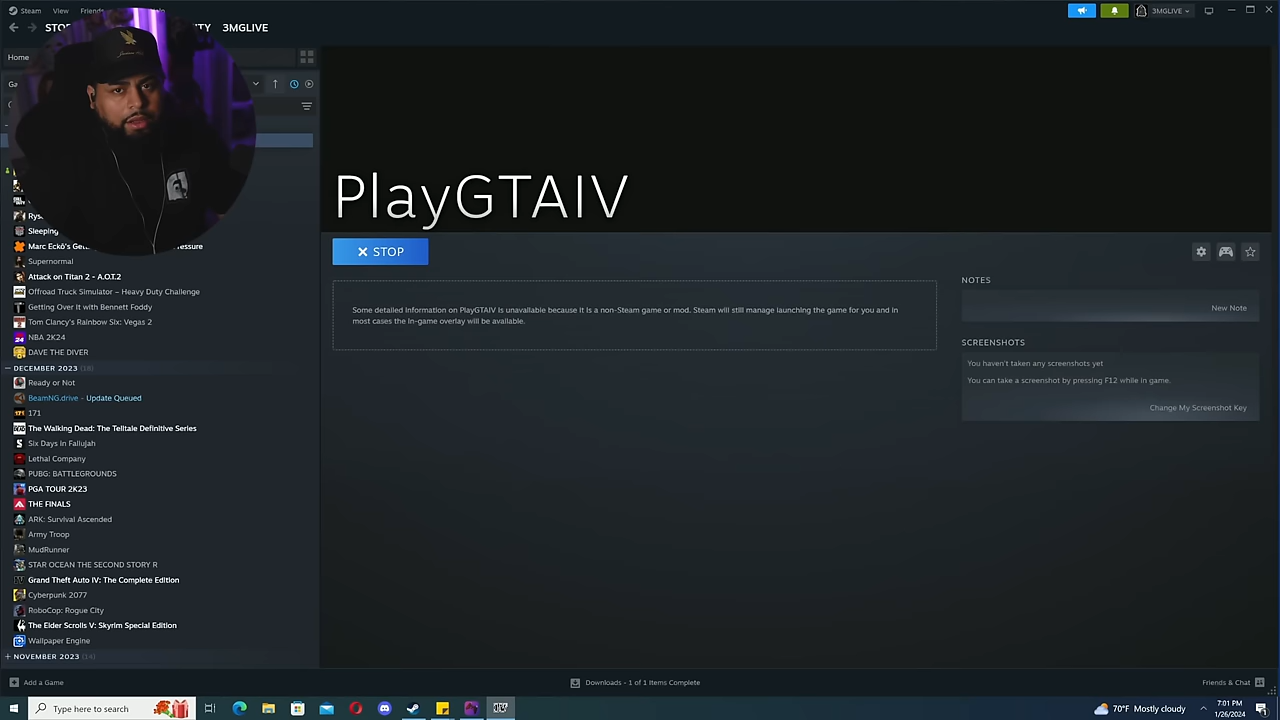 Steam View Friends
3MGLIVE
3MGLIVE
Home
PlayGTAIV
STOP
Some detailed information on PlayGTAIV is unavailable because it is a non-Steam game or mod. Steam will still manage launching the game for you and in
most cases the in-game overlay will be available.
NOTES
New Note
SCREENSHOTS
You haven't taken any screenshots yet
You can take a screenshot by pressing F12 while in game.
Change My Screenshot Key
Sleeping
Marc Eckō's
Supernormal
Attack on Titan 2 - A.O.T.2
Offroad Truck Simulator – Heavy Duty Challenge
Getting Over It with Bennett Foddy
Tom Clancy's Rainbow Six: Vegas 2
NBA 2K24
DAVE THE DIVER
DECEMBER 2023 (18)
Ready or Not
BeamNG.drive - Update Queued
171
The Walking Dead: The Telltale Definitive Series
Six Days in Fallujah
Lethal Company
PUBG: BATTLEGROUNDS
PGA TOUR 2K23
THE FINALS
ARK: Survival Ascended
Army Troop
MudRunner
STAR OCEAN THE SECOND STORY R
Grand Theft Auto IV: The Complete Edition
Cyberpunk 2077
RoboCop: Rogue City
The Elder Scrolls V: Skyrim Special Edition
Wallpaper Engine
NOVEMBER 2023 (14)
Add a Game
Downloads - 1 of 1 Items Complete
Friends & Chat
Type here to search
70°F Mostly cloudy
7:01 PM
1/26/2024